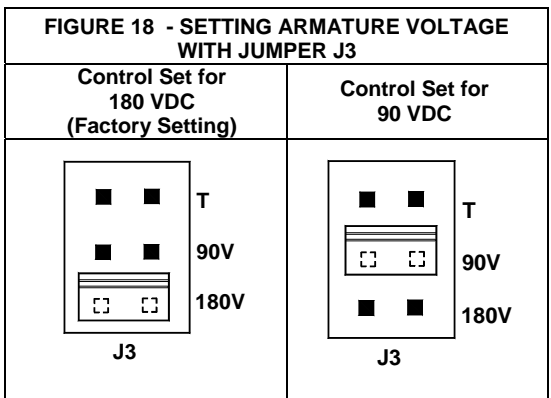 FIGURE 18 - SETTING ARMATURE VOLTAGE
WITH JUMPER J3
Control Set for
180 VDC
(Factory Setting)
Control Set for
90 VDC
T
90V
180V
J3
T
90V
180V
J3